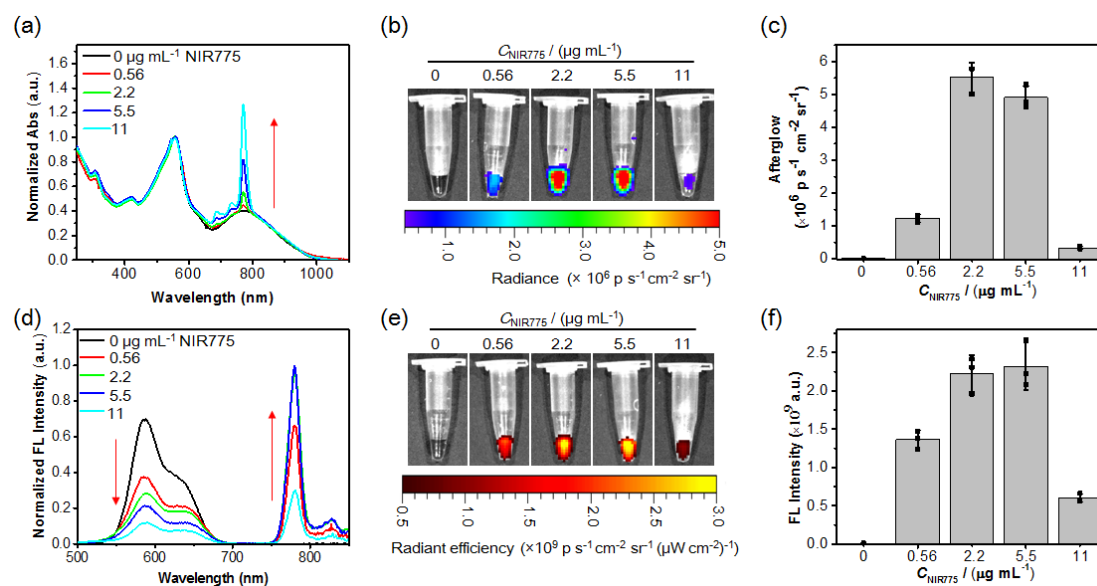 (a)
0 µg mL-1 NIR775
0.56
2.2
5.5
11
Normalized Abs (a.u.)
1.6
1.4
1.2
1.0
0.8
0.6
0.4
0.2
0.0
400 600 800 1000
Wavelength (nm)
(b)
CNIR775 / (µg mL-1)
0 0.56 2.2 5.5 11
1.0 2.0 3.0 4.0 5.0
Radiance (× 106 p s-1 cm-2 sr-1)
(c)
Afterglow
(×106 p s-1 cm-2 sr-1)
6
5
4
3
2
1
0
0 0.56 2.2 5.5 11
CNIR775 / (µg mL-1)
(d)
0 µg mL-1 NIR775
0.56
2.2
5.5
11
Normalized FL Intensity (a.u.)
1.2
1.0
0.8
0.6
0.4
0.2
0.0
500 600 700 800
Wavelength (nm)
(e)
CNIR775 / (µg mL-1)
0 0.56 2.2 5.5 11
0.5 1.0 1.5 2.0 2.5 3.0
Radiant efficiency (×109 p s-1 cm-2 sr-1 (µW cm-2)-1)
(f)
FL Intensity (×109 a.u.)
2.5
2.0
1.5
1.0
0.5
0.0
0 0.56 2.2 5.5 11
CNIR775 / (µg mL-1)